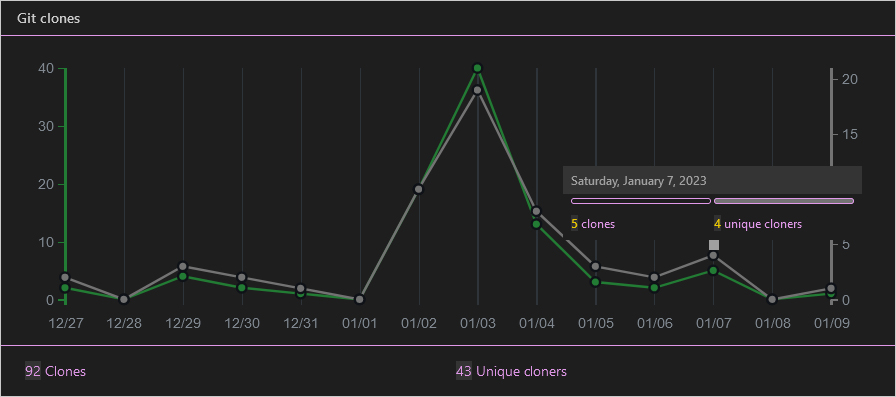 Git clones
40
30
20
10
0
20
15
5
0
Saturday, January 7, 2023
5 clones
4 unique cloners
12/27 12/28 12/29 12/30 12/31 01/01 01/02 01/03 01/04 01/05 01/06 01/07 01/08 01/09
92 Clones
43 Unique cloners